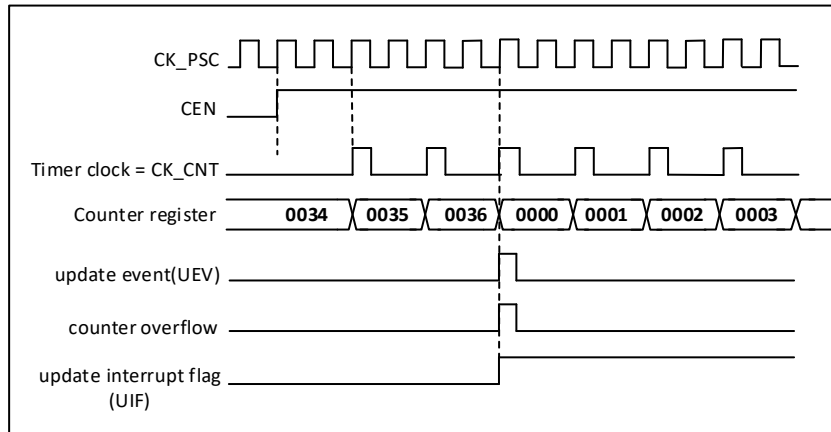 CK_PSC
CEN
Timer clock = CK_CNT
Counter register 0034 0035 0036 0000 0001 0002 0003
update event(UEV)
counter overflow
update interrupt flag
(UIF)